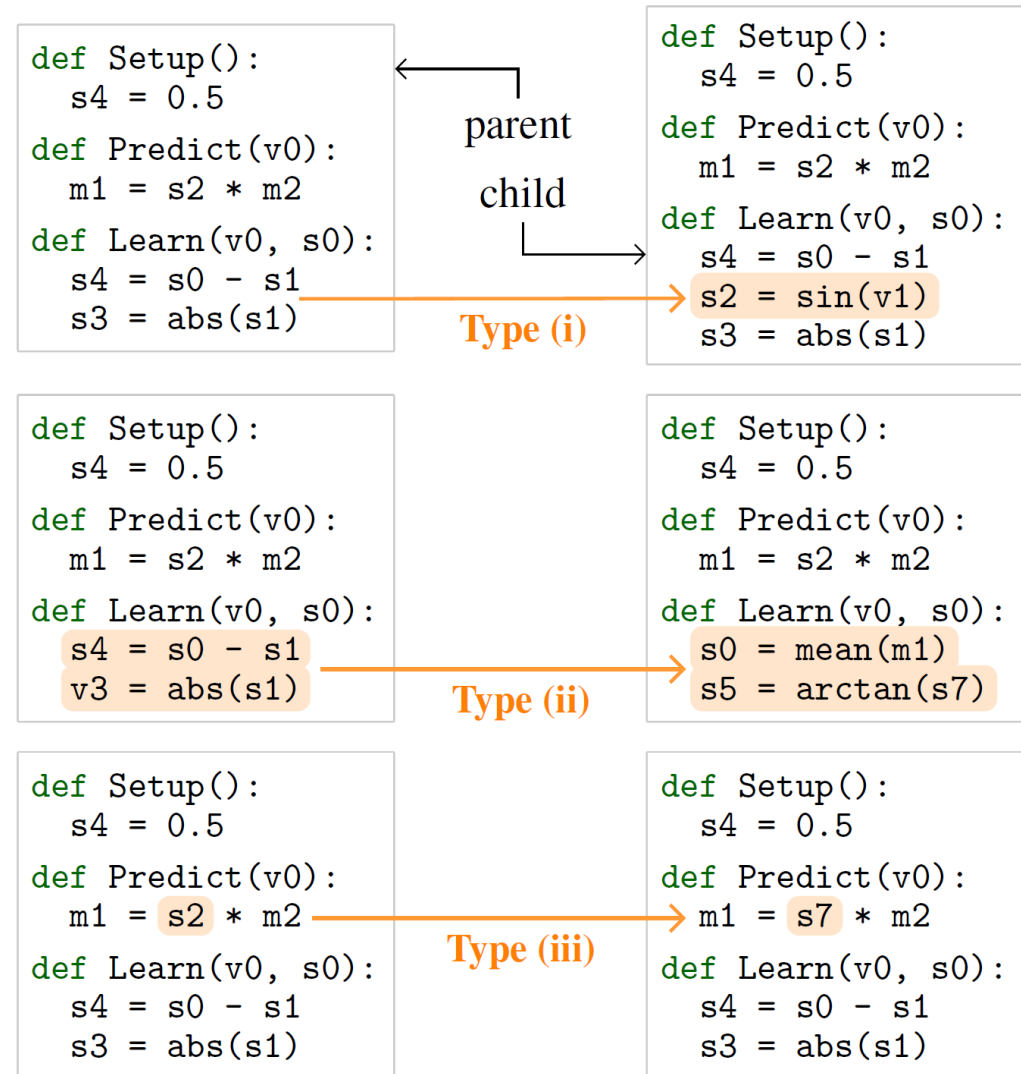 def Setup():
  s4 = 0.5
def Predict(v0):
  m1 = s2 * m2
def Learn(v0, s0):
  s4 = s0 - s1
  s3 = abs(s1)
parent
child
Type (i)
def Setup():
  s4 = 0.5
def Predict(v0):
  m1 = s2 * m2
def Learn(v0, s0):
  s4 = s0 - s1
  s2 = sin(v1)
  s3 = abs(s1)
def Setup():
  s4 = 0.5
def Predict(v0):
  m1 = s2 * m2
def Learn(v0, s0):
  s4 = s0 - s1
  v3 = abs(s1)
Type (ii)
def Setup():
  s4 = 0.5
def Predict(v0):
  m1 = s2 * m2
def Learn(v0, s0):
  s0 = mean(m1)
  s5 = arctan(s7)
def Setup():
  s4 = 0.5
def Predict(v0):
  m1 = s2 * m2
def Learn(v0, s0):
  s4 = s0 - s1
  s3 = abs(s1)
Type (iii)
def Setup():
  s4 = 0.5
def Predict(v0):
  m1 = s7 * m2
def Learn(v0, s0):
  s4 = s0 - s1
  s3 = abs(s1)